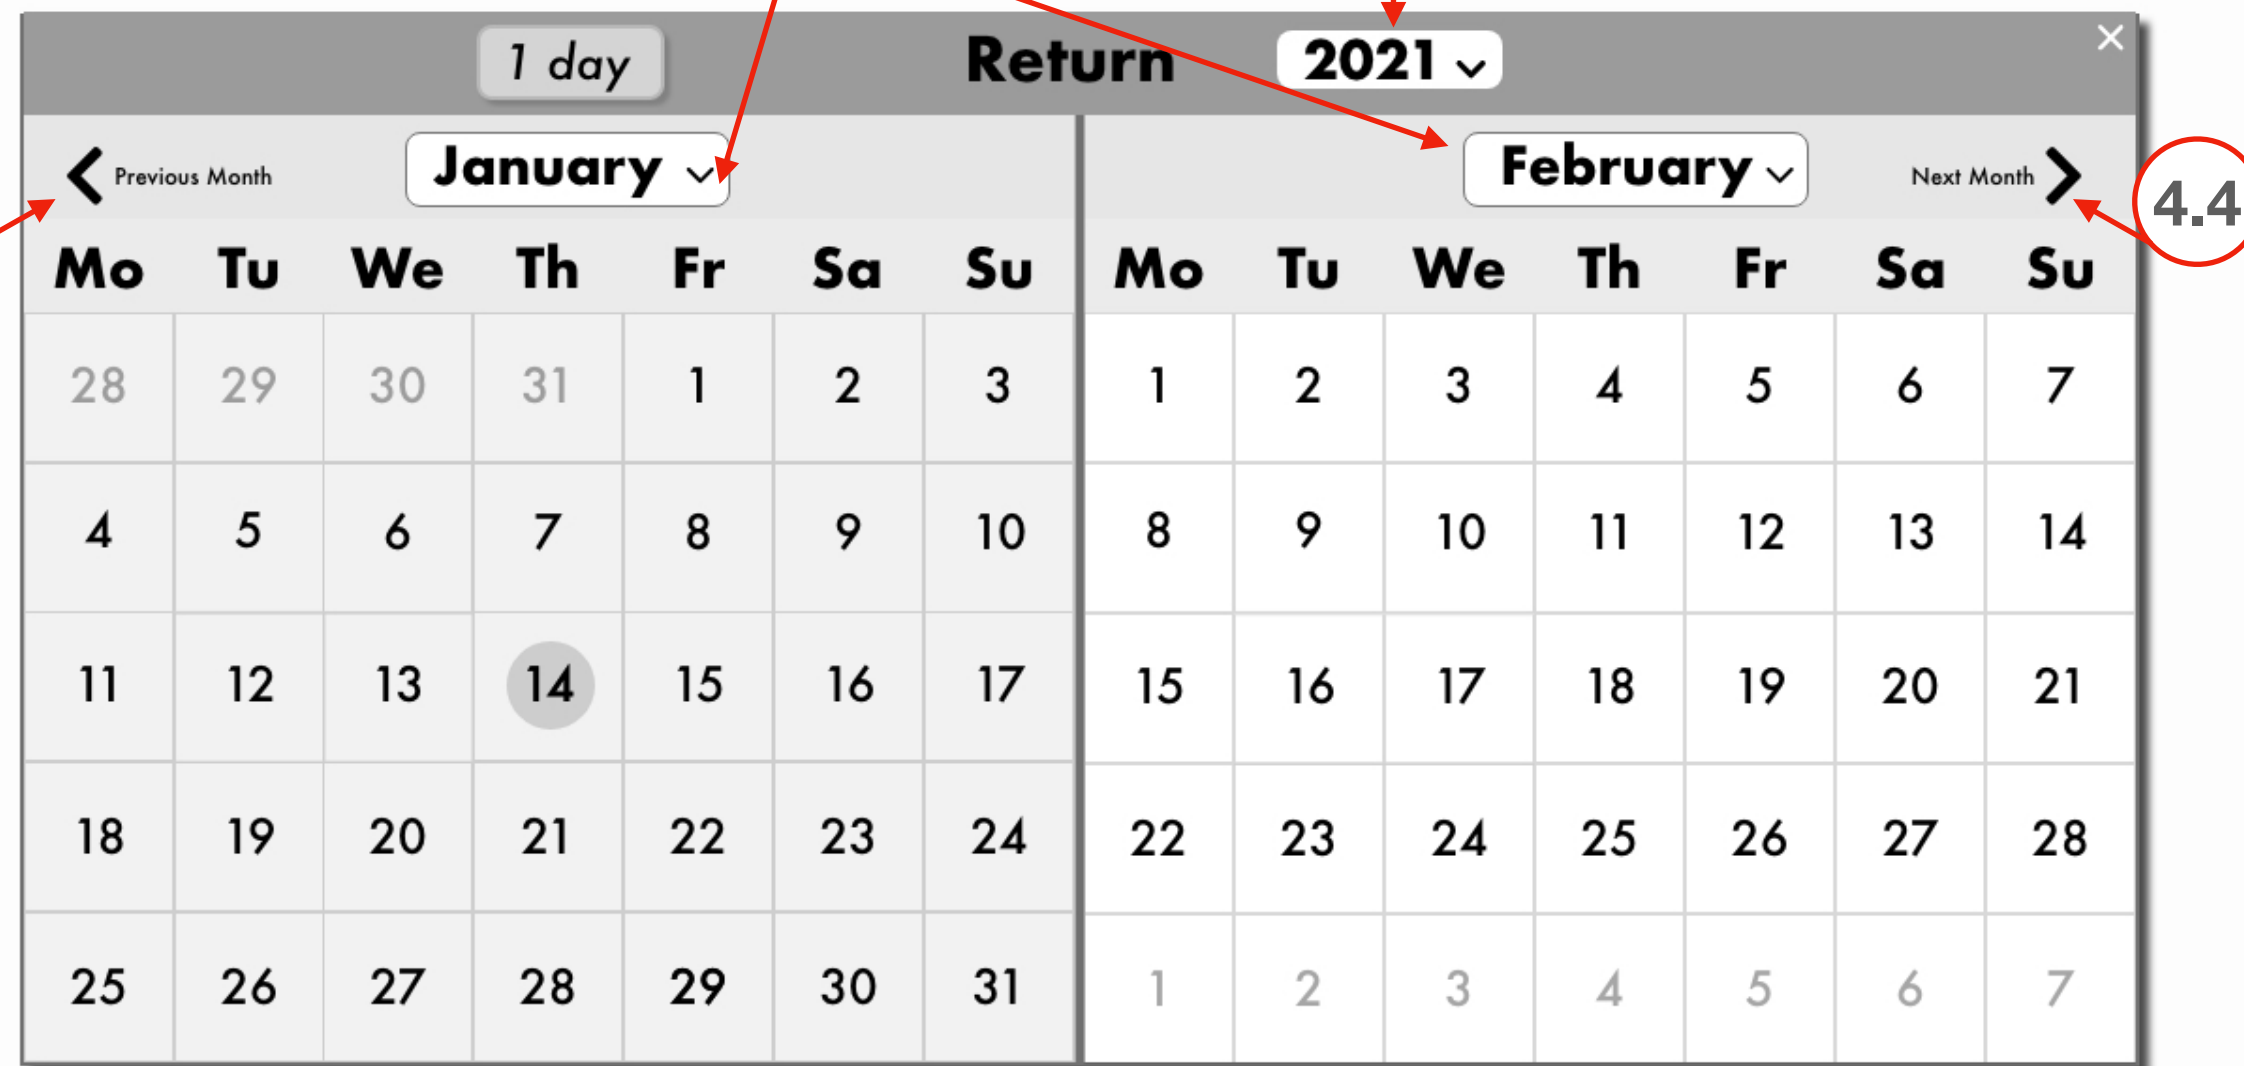 1 day Return 2021
Previous Month January February Next Month 4.4
Mo Tu We Th Fr Sa Su Mo Tu We Th Fr Sa Su
28 29 30 31 1 2 3 1 2 3 4 5 6 7
4 5 6 7 8 9 10 8 9 10 11 12 13 14
11 12 13 14 15 16 17 15 16 17 18 19 20 21
18 19 20 21 22 23 24 22 23 24 25 26 27 28
25 26 27 28 29 30 31 1 2 3 4 5 6 7